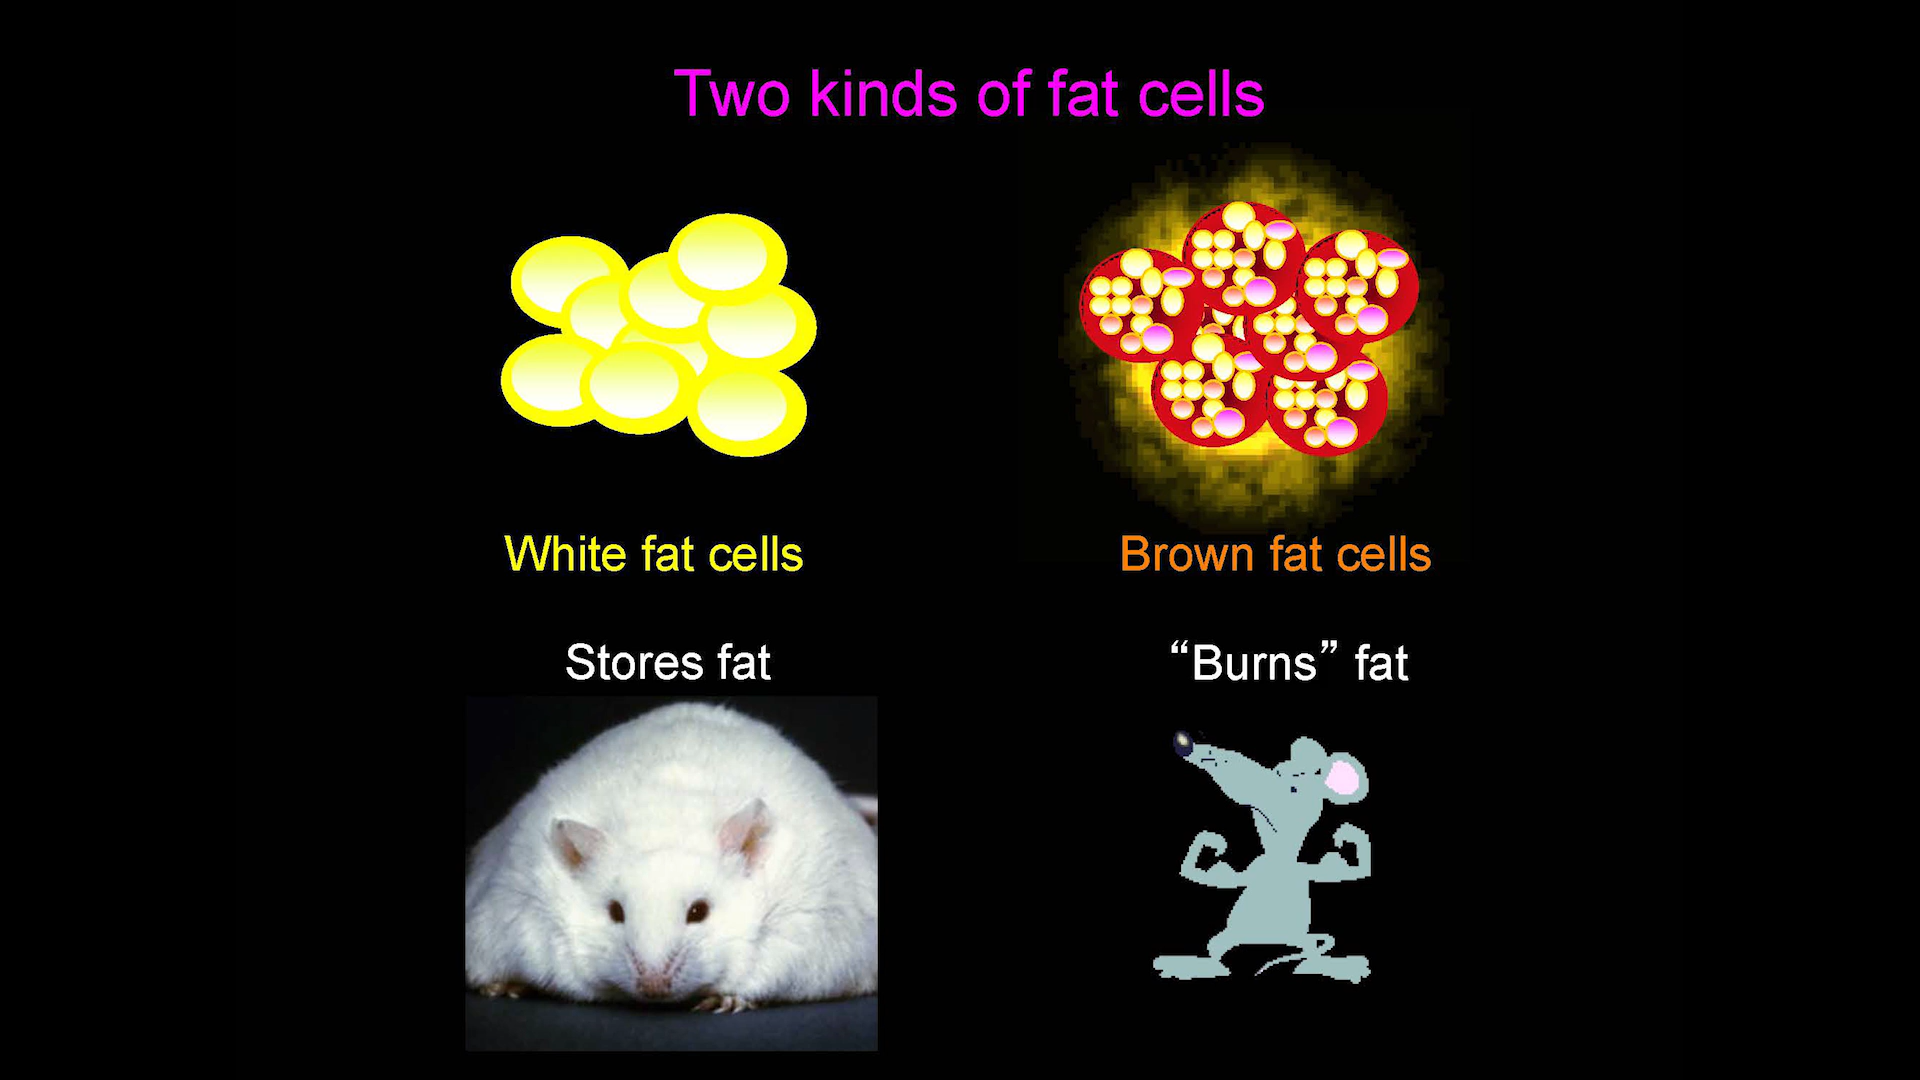 Two kinds of fat cells
White fat cells
Brown fat cells
Stores fat
“Burns” fat